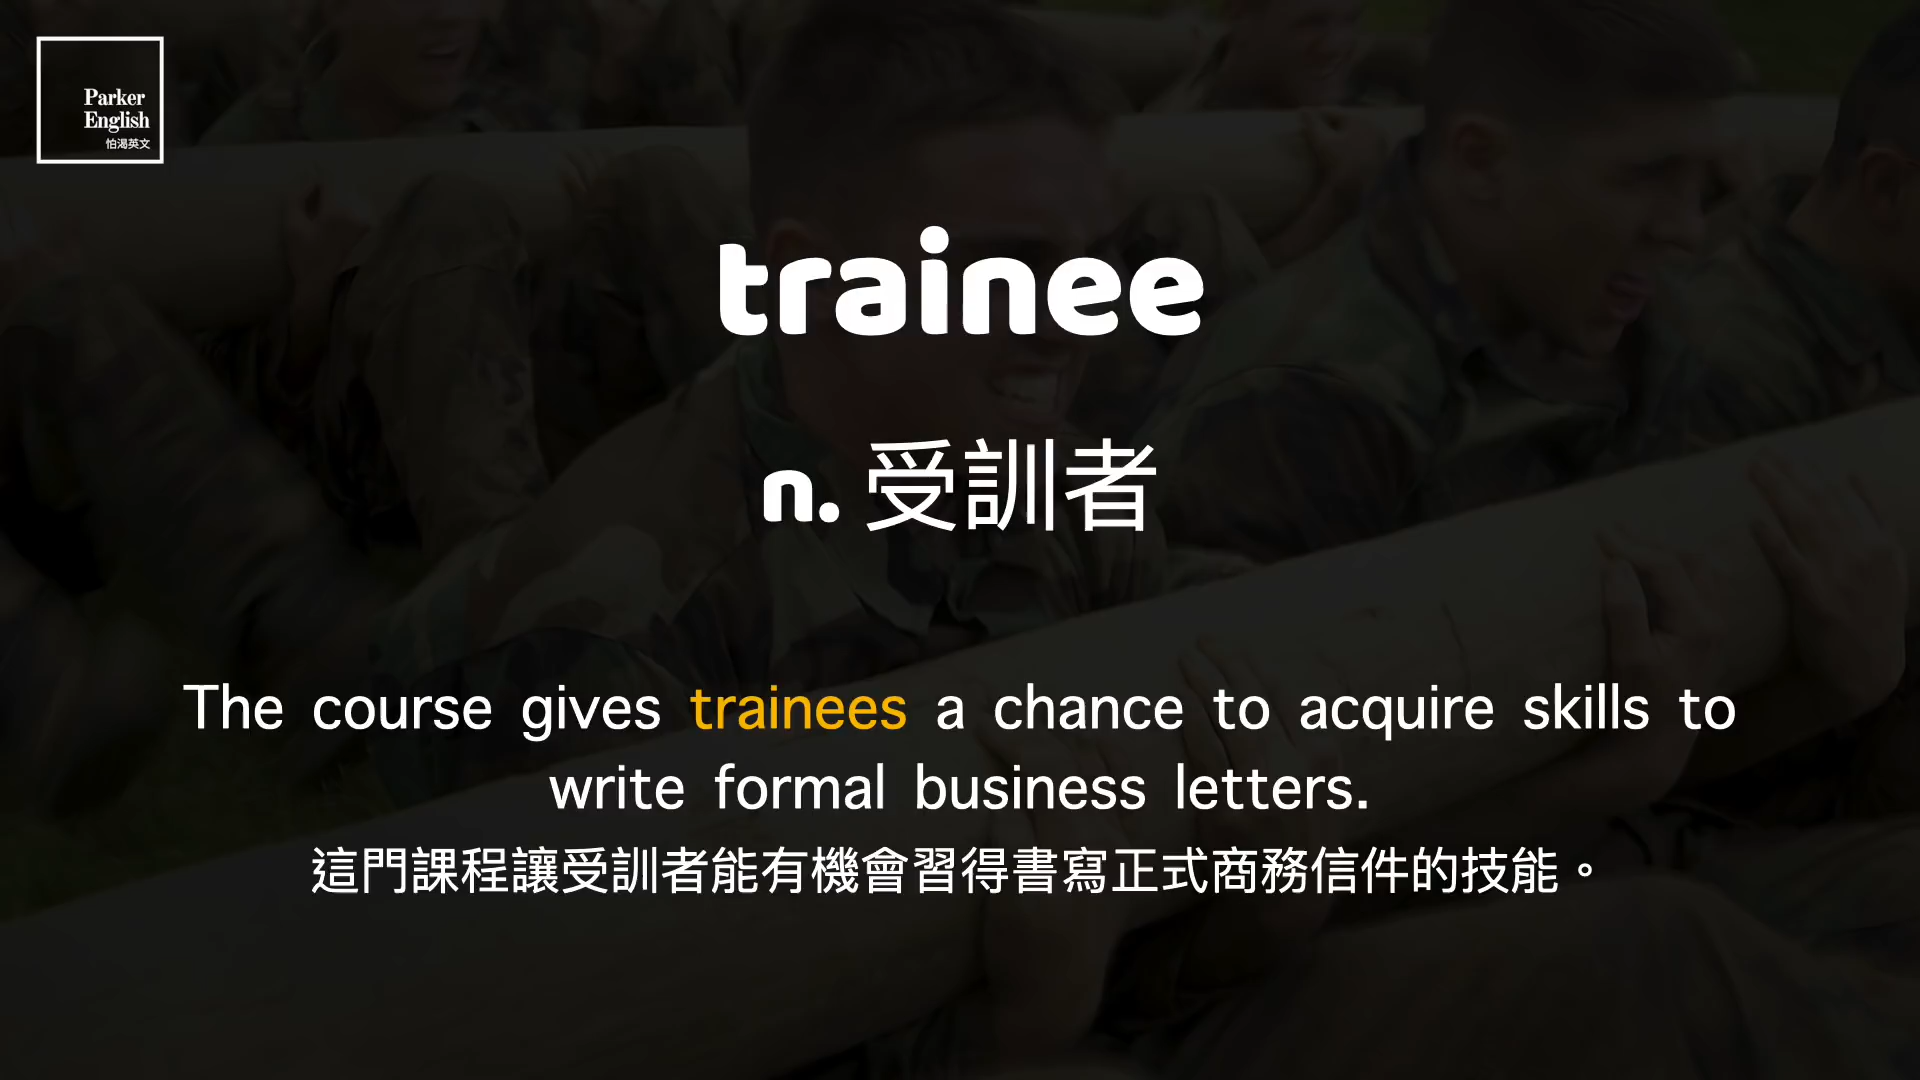 Parker
English
怕渴英文
trainee
n. 受訓者
The course gives trainees a chance to acquire skills to
write formal business letters.
這門課程讓受訓者能有機會習得書寫正式商務信件的技能。